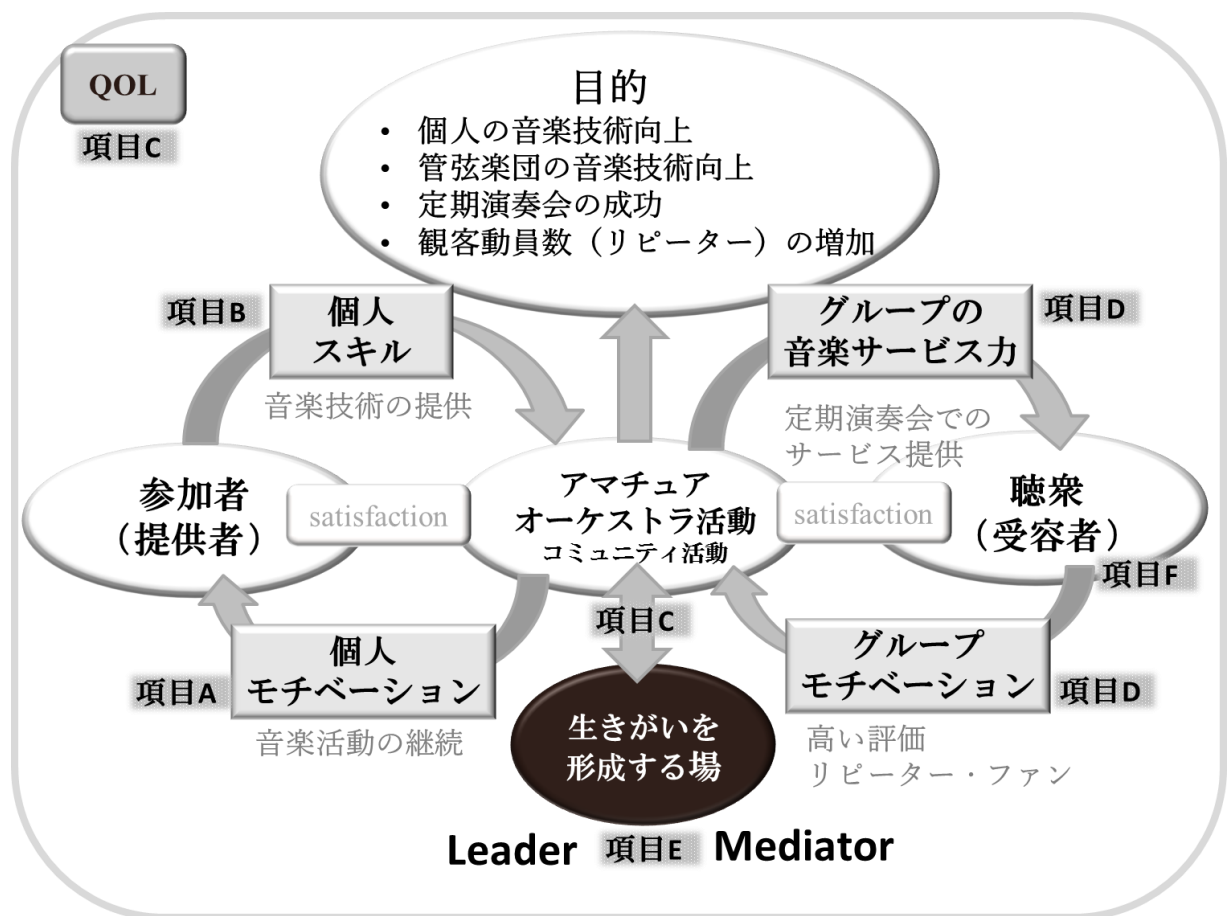 QOL
項目C
目的
• 個人の音楽技術向上
• 管弦楽団の音楽技術向上
• 定期演奏会の成功
• 観客動員数（リピーター）の増加
項目B
個人
スキル
音楽技術の提供
グループの
音楽サービス力
項目D
定期演奏会での
サービス提供
参加者
（提供者）
satisfaction
アマチュア
オーケストラ活動
コミュニティ活動
satisfaction
聴衆
（受容者）
項目F
項目C
項目A
個人
モチベーション
音楽活動の継続
グループ
モチベーション
項目D
高い評価
リピーター・ファン
生きがいを
形成する場
Leader 項目E Mediator